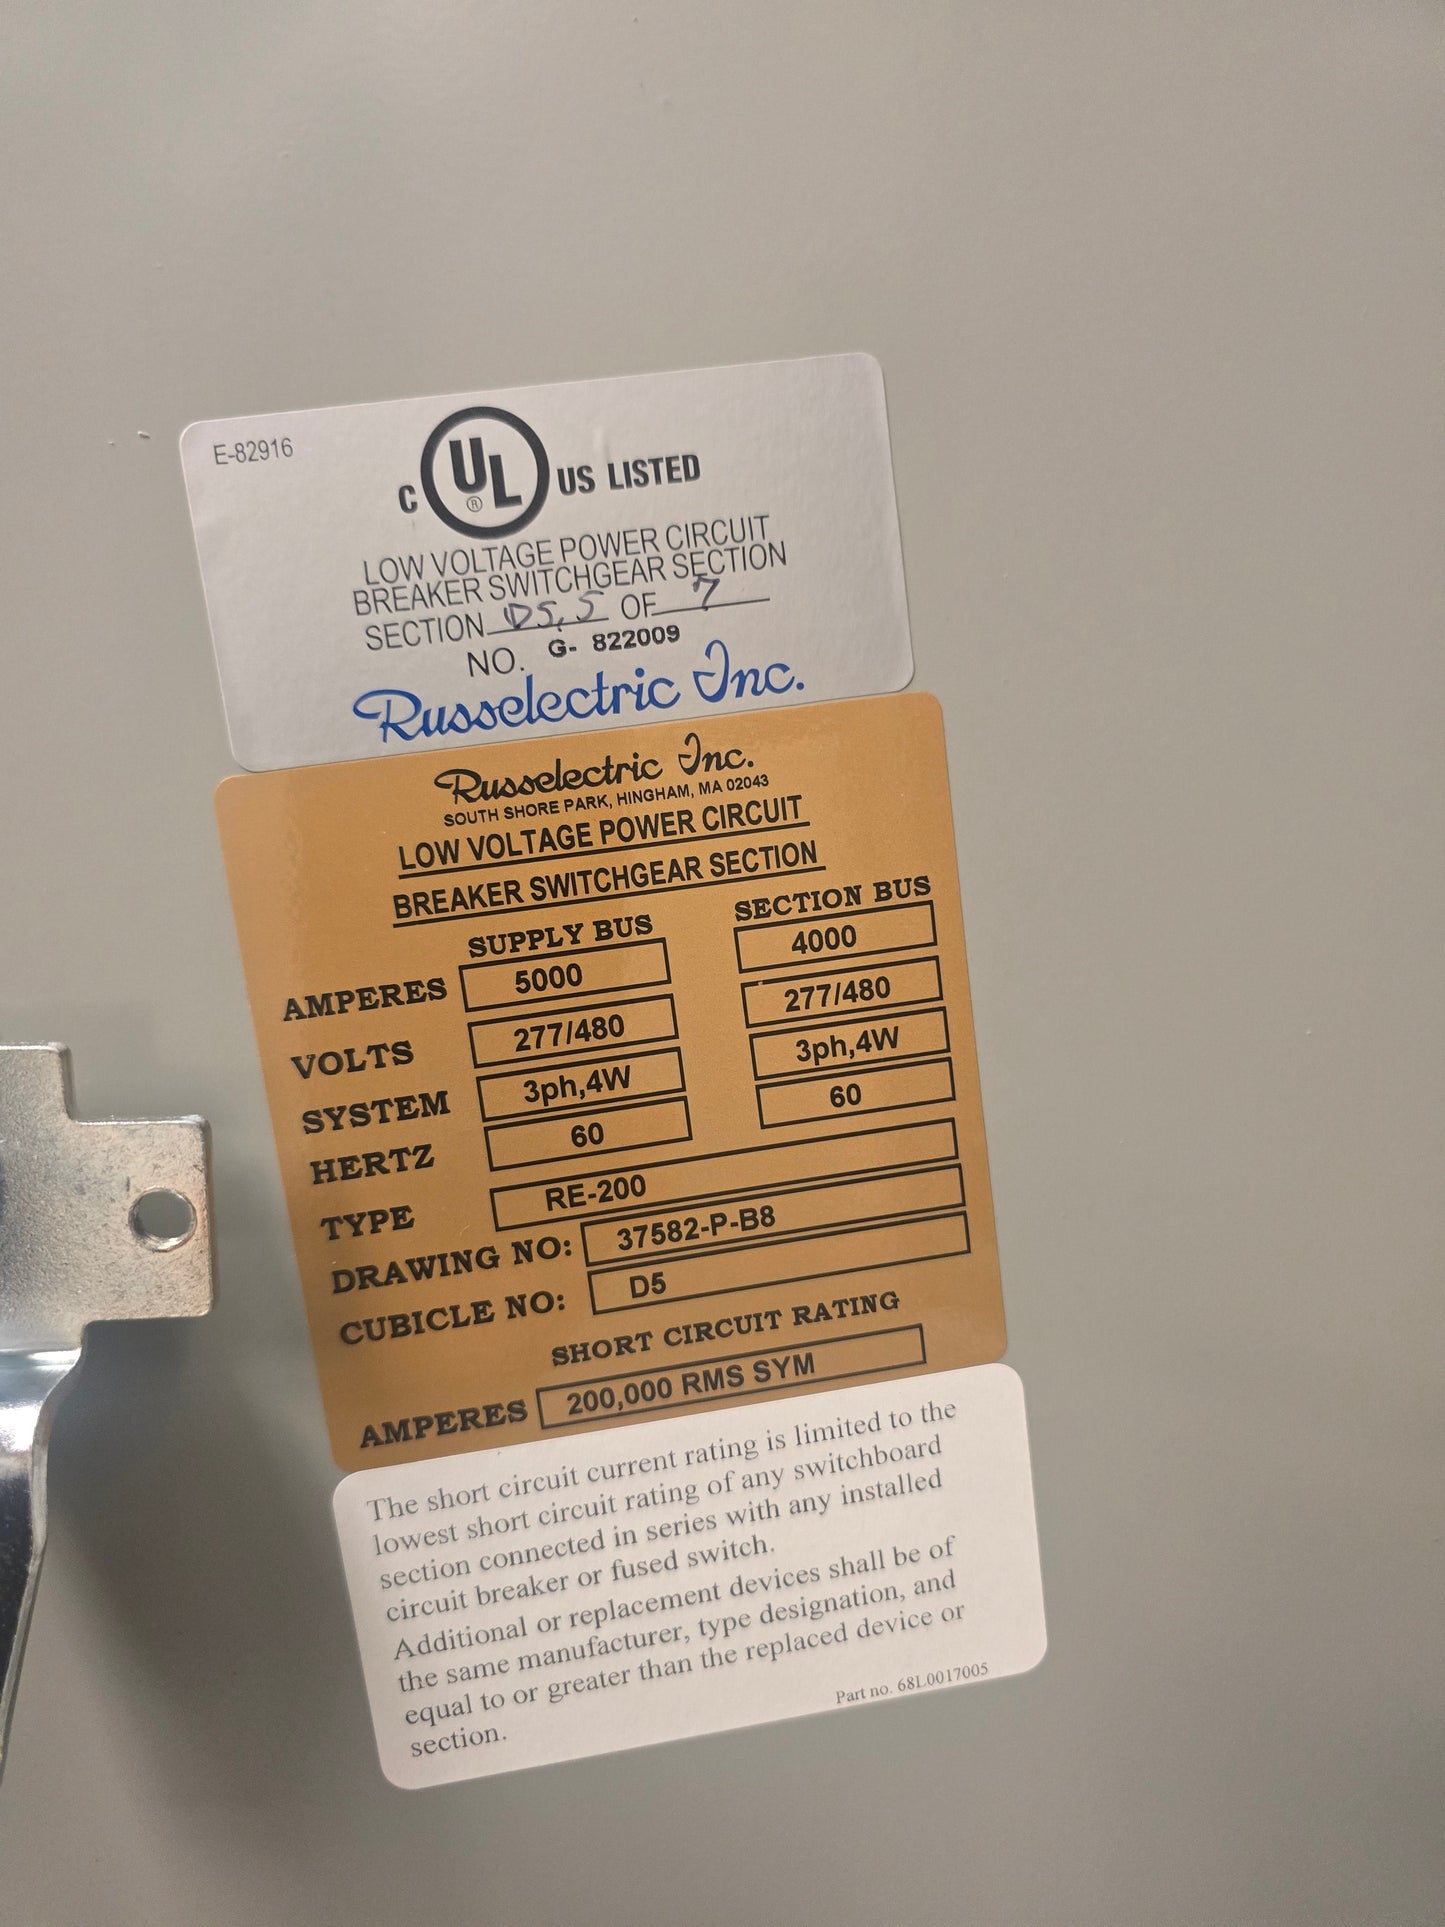 E-82916
C UL® US LISTED
LOW VOLTAGE POWER CIRCUIT
BREAKER SWITCHGEAR SECTION
SECTION D5, 5 OF 7
NO. G- 822009
Russelectric Inc.
Russelectric Inc.
SOUTH SHORE PARK, HINGHAM, MA 02043
LOW VOLTAGE POWER CIRCUIT
BREAKER SWITCHGEAR SECTION
SUPPLY BUS SECTION BUS
AMPERES 5000 4000
VOLTS 277/480 277/480
SYSTEM 3ph,4W 3ph,4W
HERTZ 60 60
TYPE RE-200
DRAWING NO: 37582-P-B8
CUBICLE NO: D5
SHORT CIRCUIT RATING
AMPERES 200,000 RMS SYM
The short circuit current rating is limited to the
lowest short circuit rating of any switchboard
section connected in series with any installed
circuit breaker or fused switch.
Additional or replacement devices shall be of
the same manufacturer, type designation, and
equal to or greater than the replaced device or
section.
Part no. 68L0017005